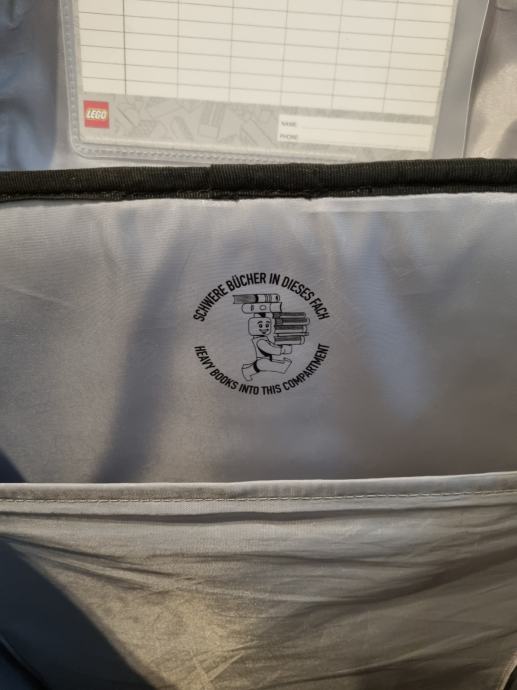 LEGO
NAME
PHONE
SCHWERE BÜCHER IN DIESES FACH
HEAVY BOOKS INTO THIS COMPARTMENT